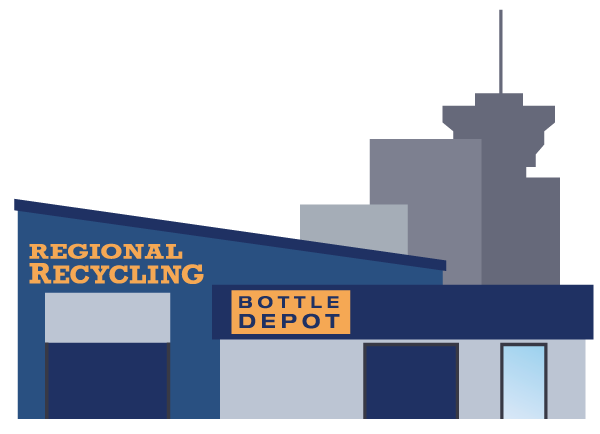 REGIONAL
RECYCLING
BOTTLE
DEPOT